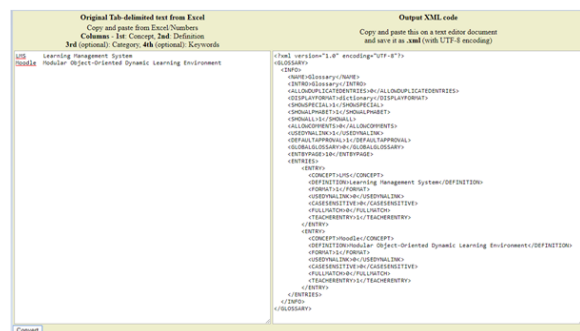 Original Tab-delimited text from Excel
Copy and paste from Excel/Numbers
Columns - 1st: Concept, 2nd: Definition
3rd (optional): Category, 4th (optional): Keywords
LMS Learning Management System
Moodle Modular Object-Oriented Dynamic Learning Environment
Convert
Output XML code
Copy and paste this on a text editor document
and save it as .xml (with UTF-8 encoding)
<?xml version="1.0" encoding="UTF-8"?>
<GLOSSARY>
<INFO>
<NAME>Glossary</NAME>
<INTRO>Glossary</INTRO>
<ALLOWDUPLICATEDENTRIES>0</ALLOWDUPLICATEDENTRIES>
<DISPLAYFORMAT>dictionary</DISPLAYFORMAT>
<SHOWSPECIAL>1</SHOWSPECIAL>
<SHOWALPHABET>1</SHOWALPHABET>
<SHOWALL>1</SHOWALL>
<ALLOWCOMMENTS>0</ALLOWCOMMENTS>
<USEDYNALINK>1</USEDYNALINK>
<DEFAULTAPPROVAL>1</DEFAULTAPPROVAL>
<GLOBALGLOSSARY>0</GLOBALGLOSSARY>
<ENTBYPAGE>10</ENTBYPAGE>
<ENTRIES>
<ENTRY>
<CONCEPT>LMS</CONCEPT>
<DEFINITION>Learning Management System</DEFINITION>
<FORMAT>1</FORMAT>
<USEDYNALINK>0</USEDYNALINK>
<CASESENSITIVE>0</CASESENSITIVE>
<FULLMATCH>0</FULLMATCH>
<TEACHERENTRY>1</TEACHERENTRY>
</ENTRY>
<ENTRY>
<CONCEPT>Moodle</CONCEPT>
<DEFINITION>Modular Object-Oriented Dynamic Learning Environment</DEFINITION>
<FORMAT>1</FORMAT>
<USEDYNALINK>0</USEDYNALINK>
<CASESENSITIVE>0</CASESENSITIVE>
<FULLMATCH>0</FULLMATCH>
<TEACHERENTRY>1</TEACHERENTRY>
</ENTRY>
</ENTRIES>
</INFO>
</GLOSSARY>